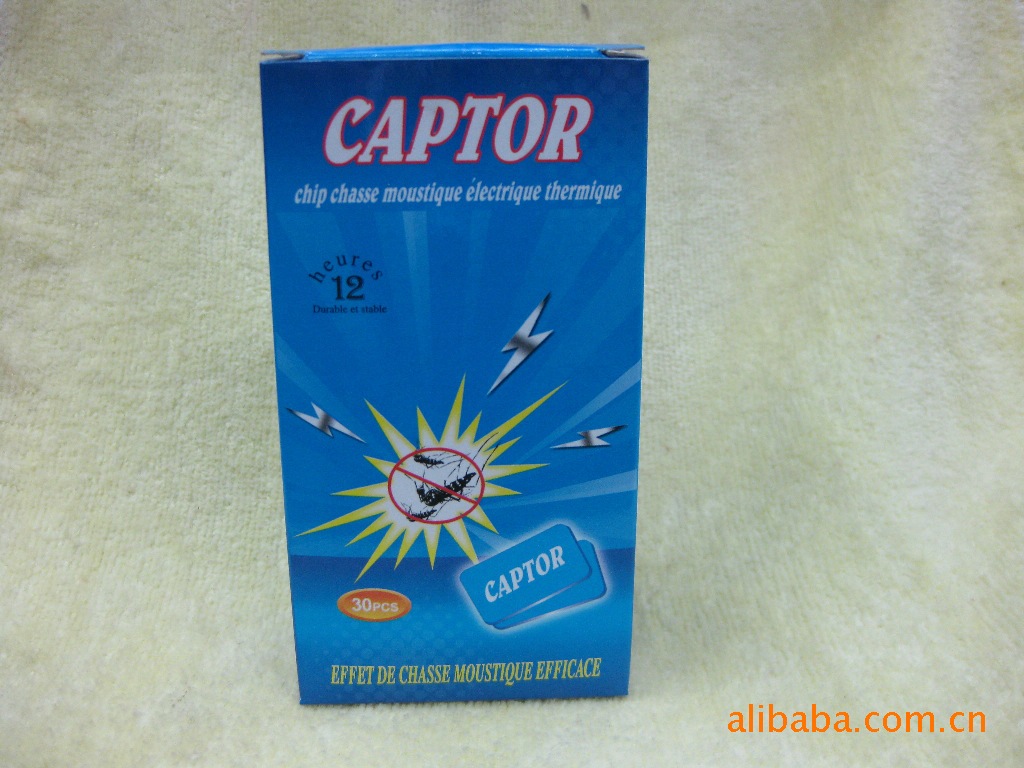 CAPTOR
chip chasse moustique électrique thermique
heures
12
Durable et stable
CAPTOR
30PCS
EFFET DE CHASSE MOUSTIQUE EFFICACE
alibaba.com.cn